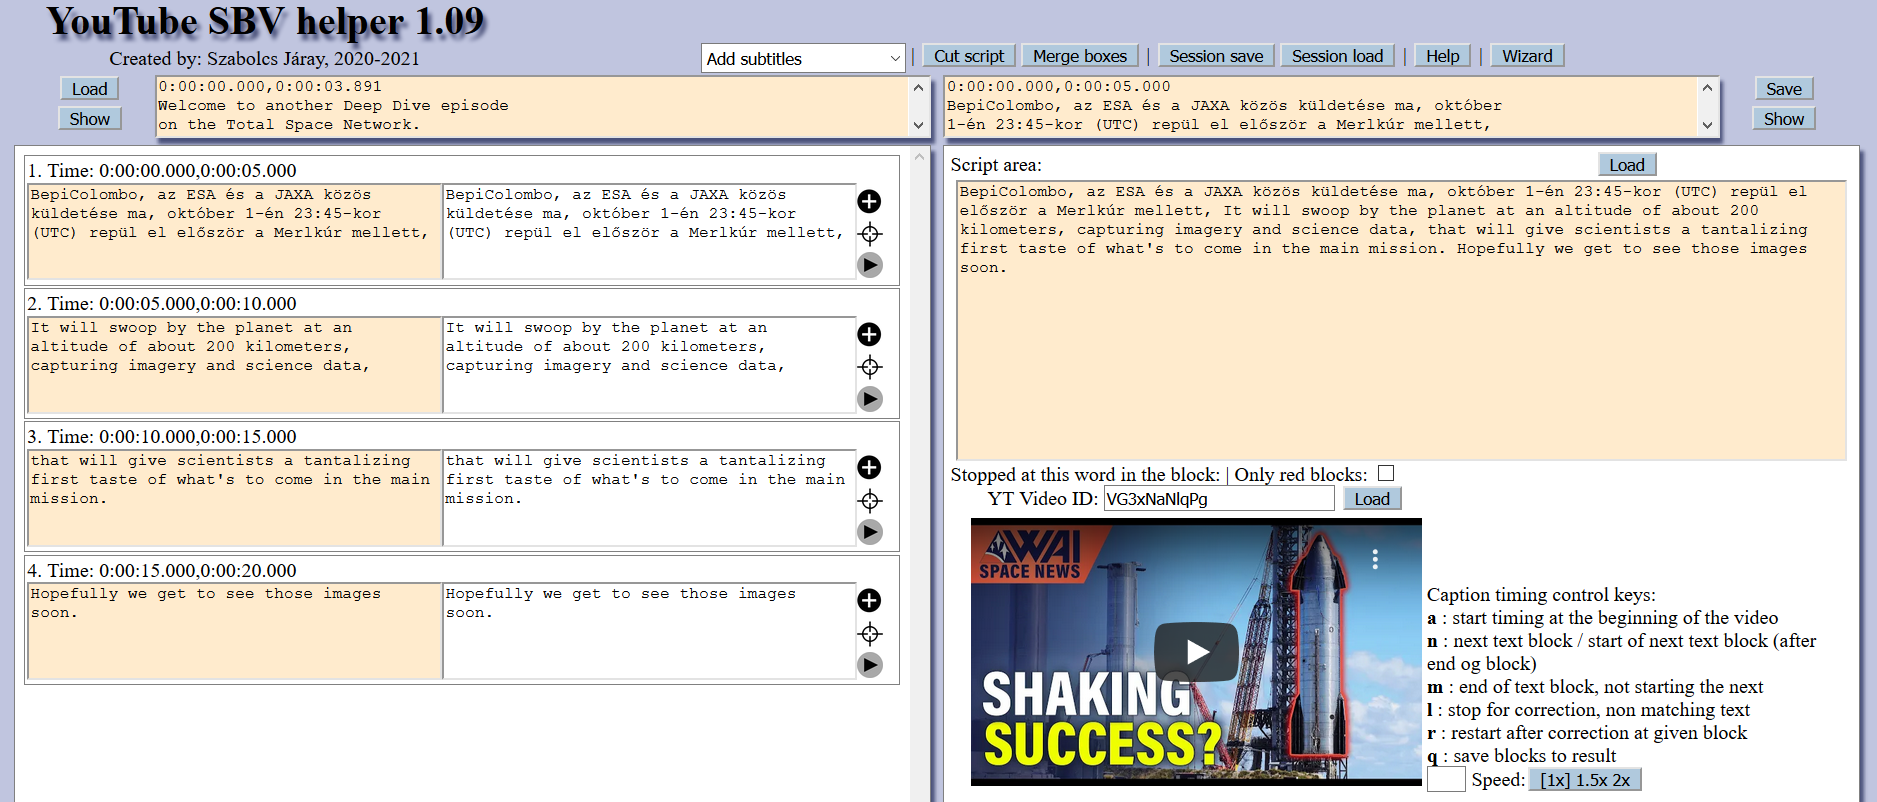 YouTube SBV helper 1.09
Created by: Szabolcs Járay, 2020-2021
Add subtitles | Cut script Merge boxes | Session save Session load | Help | Wizard
Load
Show
0:00:00.000,0:00:03.891
Welcome to another Deep Dive episode
on the Total Space Network.
0:00:00.000,0:00:05.000
BepiColombo, az ESA és a JAXA közös küldetése ma, október
1-én 23:45-kor (UTC) repül el először a Merlkúr mellett,
Save
Show
1. Time: 0:00:00.000,0:00:05.000
BepiColombo, az ESA és a JAXA közös
küldetése ma, október 1-én 23:45-kor
(UTC) repül el először a Merlkúr mellett,
BepiColombo, az ESA és a JAXA közös
küldetése ma, október 1-én 23:45-kor
(UTC) repül el először a Merlkúr mellett,
2. Time: 0:00:05.000,0:00:10.000
It will swoop by the planet at an
altitude of about 200 kilometers,
capturing imagery and science data,
It will swoop by the planet at an
altitude of about 200 kilometers,
capturing imagery and science data,
3. Time: 0:00:10.000,0:00:15.000
that will give scientists a tantalizing
first taste of what's to come in the main
mission.
that will give scientists a tantalizing
first taste of what's to come in the main
mission.
4. Time: 0:00:15.000,0:00:20.000
Hopefully we get to see those images
soon.
Hopefully we get to see those images
soon.
Script area:
Load
BepiColombo, az ESA és a JAXA közös küldetése ma, október 1-én 23:45-kor (UTC) repül el
először a Merlkúr mellett, It will swoop by the planet at an altitude of about 200
kilometers, capturing imagery and science data, that will give scientists a tantalizing
first taste of what's to come in the main mission. Hopefully we get to see those images
soon.
Stopped at this word in the block: | Only red blocks:
YT Video ID: VG3xNaNlqPg Load
WAI
SPACE NEWS
SHAKING
SUCCESS?
Caption timing control keys:
a : start timing at the beginning of the video
n : next text block / start of next text block (after
end og block)
m : end of text block, not starting the next
l : stop for correction, non matching text
r : restart after correction at given block
q : save blocks to result
Speed: [1x] 1.5x 2x